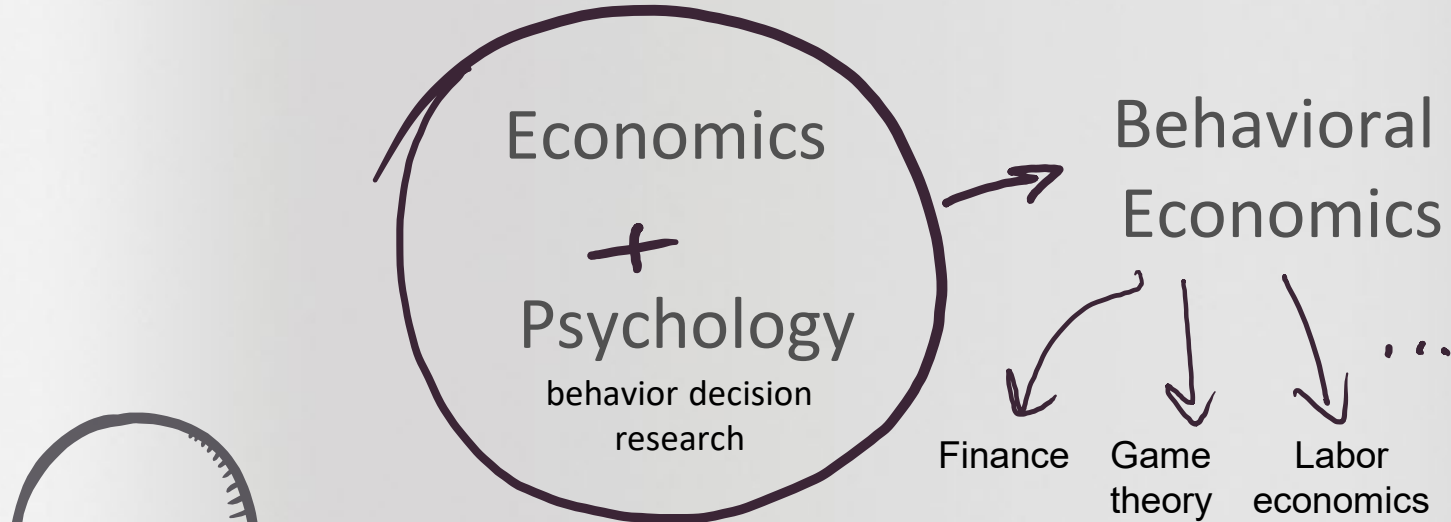 Economics
+
Psychology
behavior decision
research
Behavioral
Economics
...
Finance
Game
theory
Labor
economics